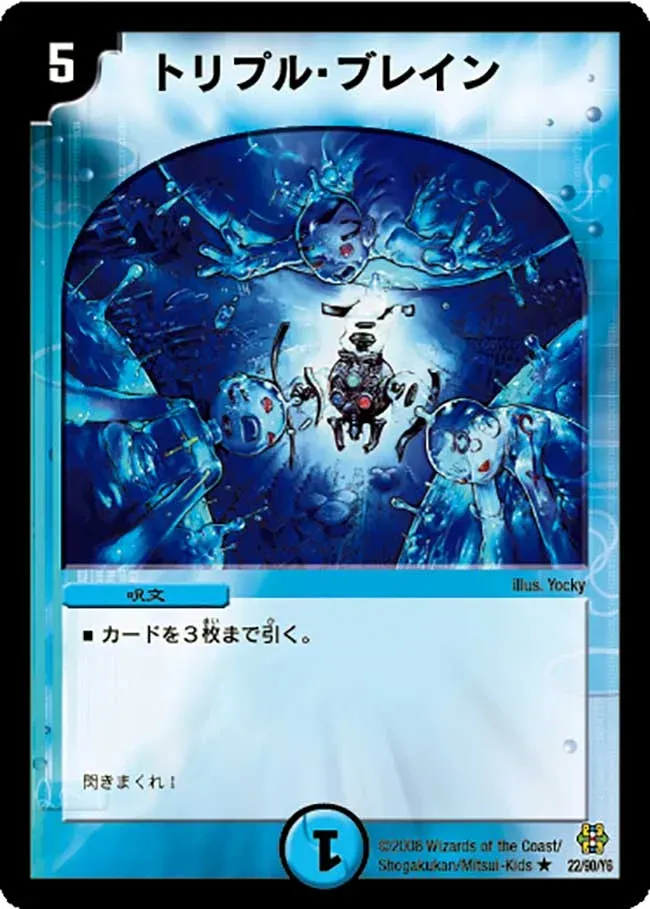 5
トリプル・ブレイン
illus. Yocky
呪文
■ カードを3枚まで引く。
閃きまくれ！
1
©2008 Wizards of the Coast/
Shogakukan/Mitsui-Kids ★ 22/90/Y6